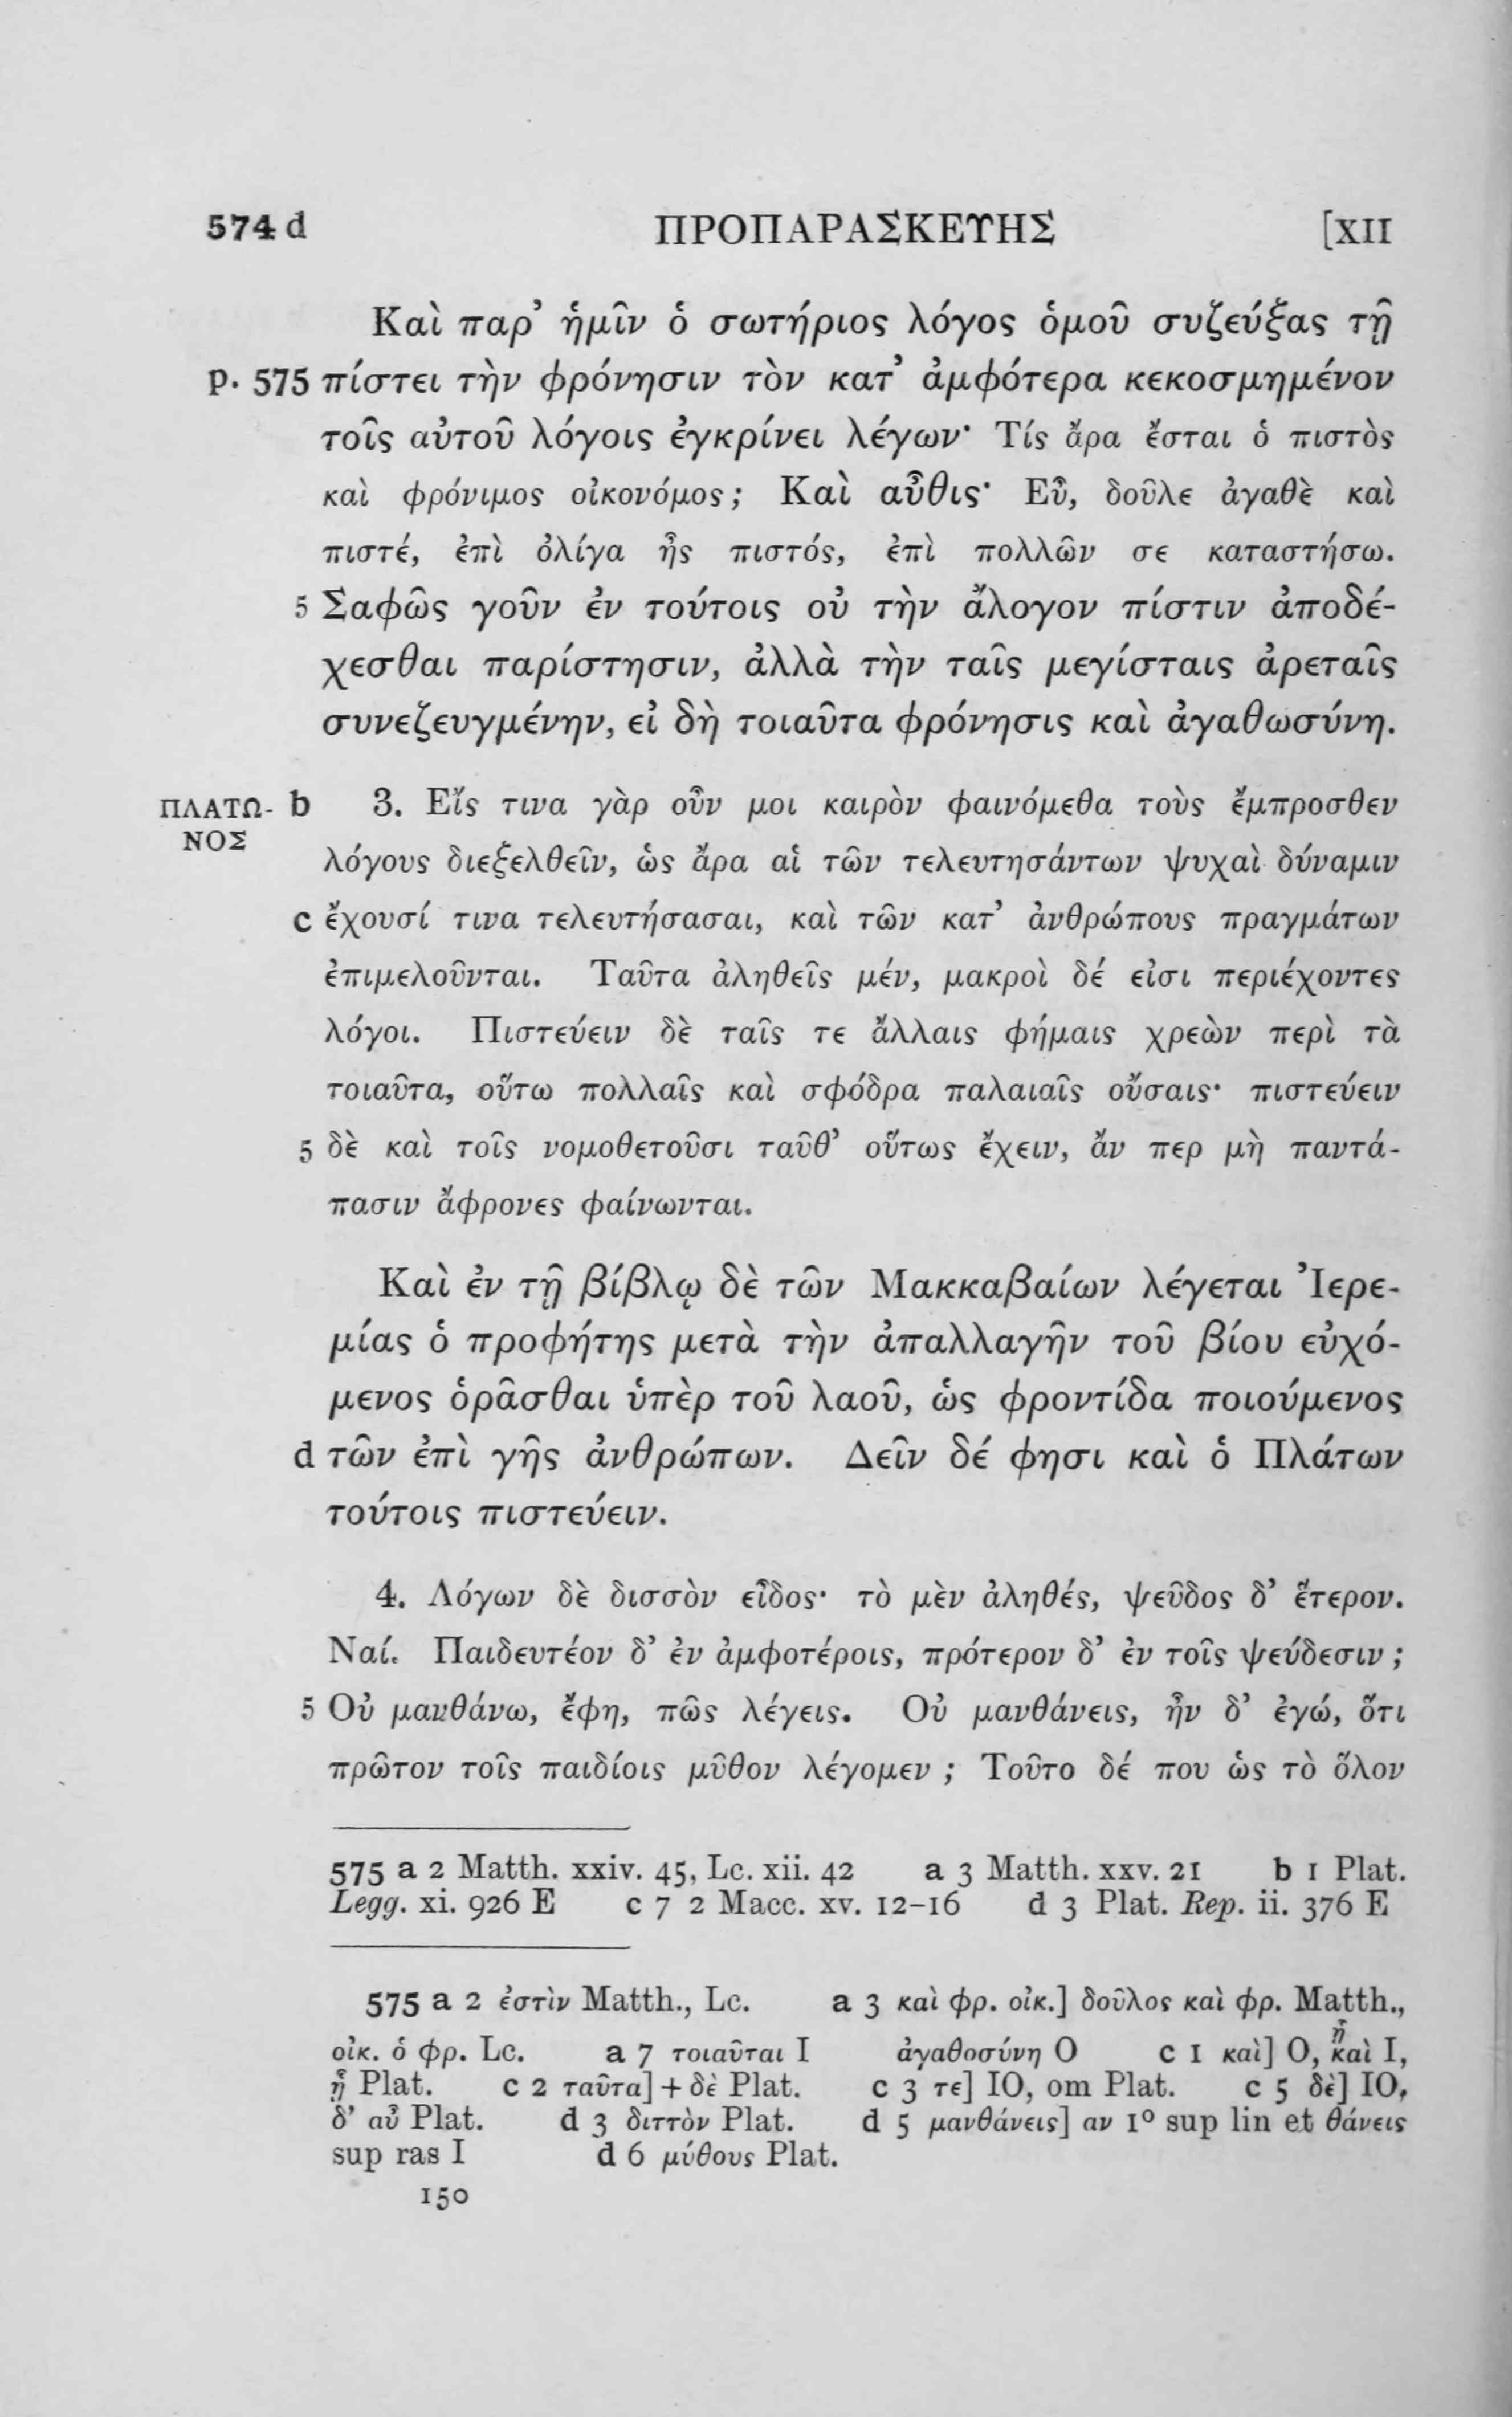 574 d ΠΡΟΠΑΡΑΣΚΕΥΗΣ [XII
Καὶ παρ’ ἡμῖν ὁ σωτήριος λόγος ὁμοῦ συζεύξας τῇ
p. 575 πίστει τὴν φρόνησιν τὸν κατ’ ἀμφότερα κεκοσμημένον
τοῖς αὐτοῦ λόγοις ἐγκρίνει λέγων· Τίς ἄρα ἔσται ὁ πιστὸς
καὶ φρόνιμος οἰκονόμος; Καὶ αὖθις· Εὖ, δοῦλε ἀγαθὲ καὶ
πιστέ, ἐπὶ ὀλίγα ἦς πιστός, ἐπὶ πολλῶν σε καταστήσω.
5 Σαφῶς γοῦν ἐν τούτοις οὐ τὴν ἄλογον πίστιν ἀποδέ-
χεσθαι παρίστησιν, ἀλλὰ τὴν ταῖς μεγίσταις ἀρεταῖς
συνεζευγμένην, εἰ δὴ τοιαῦτα φρόνησις καὶ ἀγαθωσύνη.
ΠΛΑΤΩ- b 3. Εἴς τινα γὰρ οὖν μοι καιρὸν φαινόμεθα τοὺς ἔμπροσθεν
ΝΟΣ
λόγους διεξελθεῖν, ὡς ἄρα αἱ τῶν τελευτησάντων ψυχαὶ δύναμιν
c ἔχουσί τινα τελευτήσασαι, καὶ τῶν κατ’ ἀνθρώπους πραγμάτων
ἐπιμελοῦνται. Ταῦτα ἀληθεῖς μέν, μακροὶ δέ εἰσι περιέχοντες
λόγοι. Πιστεύειν δὲ ταῖς τε ἄλλαις φήμαις χρεὼν περὶ τὰ
τοιαῦτα, οὕτω πολλαῖς καὶ σφόδρα παλαιαῖς οὔσαις· πιστεύειν
5 δὲ καὶ τοῖς νομοθετοῦσι ταῦθ’ οὕτως ἔχειν, ἄν περ μὴ παντά-
πασιν ἄφρονες φαίνωνται.
Καὶ ἐν τῇ βίβλῳ δὲ τῶν Μακκαβαίων λέγεται Ἱερε-
μίας ὁ προφήτης μετὰ τὴν ἀπαλλαγὴν τοῦ βίου εὐχό-
μενος ὁρᾶσθαι ὑπὲρ τοῦ λαοῦ, ὡς φροντίδα ποιούμενος
d τῶν ἐπὶ γῆς ἀνθρώπων. Δεῖν δέ φησι καὶ ὁ Πλάτων
τούτοις πιστεύειν.
4. Λόγων δὲ δισσὸν εἶδος· τὸ μὲν ἀληθές, ψεῦδος δ’ ἕτερον.
Ναί. Παιδευτέον δ’ ἐν ἀμφοτέροις, πρότερον δ’ ἐν τοῖς ψεύδεσιν;
5 Οὐ μανθάνω, ἔφη, πῶς λέγεις. Οὐ μανθάνεις, ἦν δ’ ἐγώ, ὅτι
πρῶτον τοῖς παιδίοις μῦθον λέγομεν; Τοῦτο δέ που ὡς τὸ ὅλον
575 a 2 Matth. xxiv. 45, Lc. xii. 42 a 3 Matth. xxv. 21 b 1 Plat.
Legg. xi. 926 E c 7 2 Macc. xv. 12–16 d 3 Plat. Rep. ii. 376 E
575 a 2 ἐστὶν Matth., Lc. a 3 καὶ φρ. οἰκ.] δοῦλος καὶ φρ. Matth.,
οἰκ. ὁ φρ. Lc. a 7 τοιαῦται I ἀγαθοσύνη O c 1 καὶ] O, ἢ καὶ I,
ᾗ Plat. c 2 ταῦτα] + δὲ Plat. c 3 τε] IO, om Plat. c 5 δὲ] IO,
δ’ αὖ Plat. d 3 διττὸν Plat. d 5 μανθάνεις] αν 1º sup lin et θάνεις
sup ras I d 6 μύθους Plat.
150